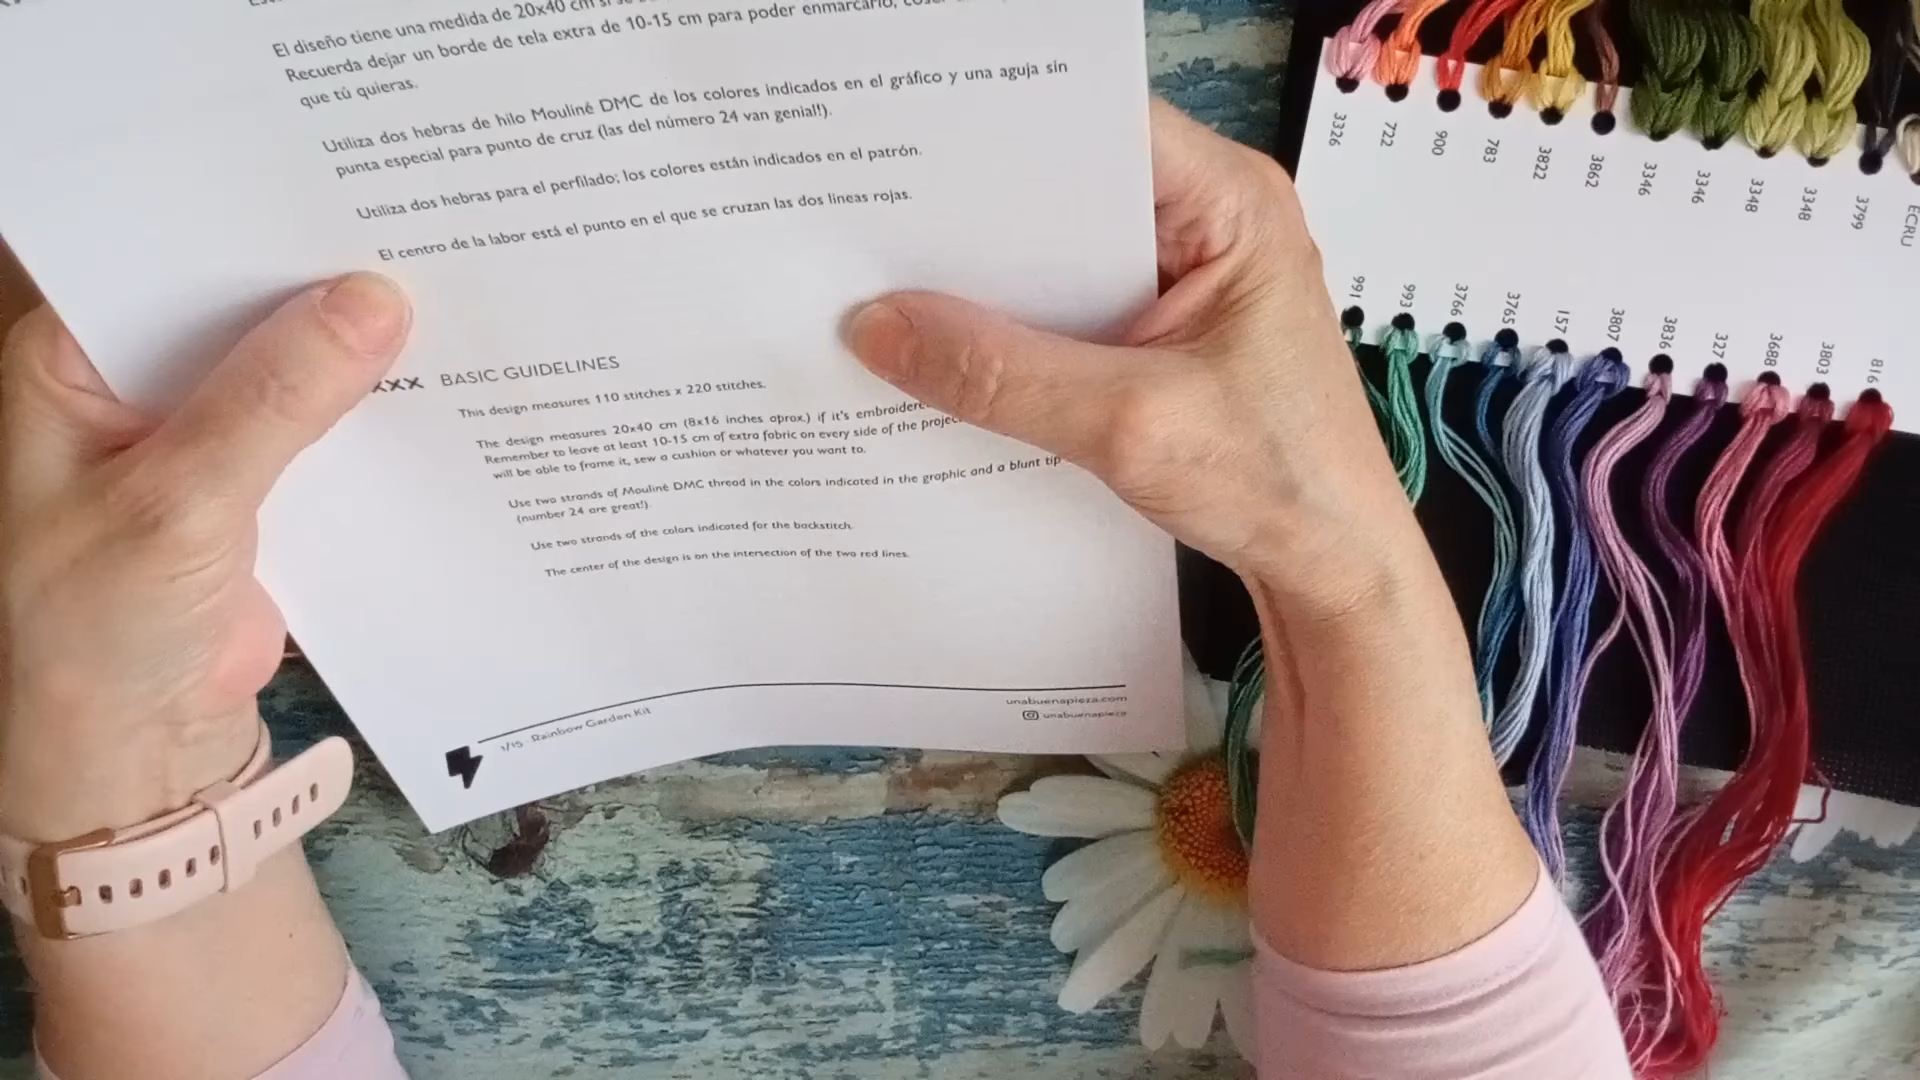 El diseño tiene una medida de 20x40 cm si se
Recuerda dejar un borde de tela extra de 10-15 cm para poder enmarcarlo,
que tú quieras.
Utiliza dos hebras de hilo Mouliné DMC de los colores indicados en el gráfico y una aguja sin
punta especial para punto de cruz (las del número 24 van genial!).
Utiliza dos hebras para el perfilado; los colores están indicados en el patrón.
El centro de la labor está el punto en el que se cruzan las dos lineas rojas.
XXX BASIC GUIDELINES
This design measures 110 stitches x 220 stitches.
The design measures 20x40 cm (8x16 inches aprox.) if it's
Remember to leave at least 10-15 cm of extra fabric on every side of the
will be able to frame it, sew a cushion or whatever you want to.
Use two strands of Mouliné DMC thread in the colors indicated in the graphic and a blunt tip
(number 24 are great!).
Use two strands of the colors indicated for the backstitch.
The center of the design is on the intersection of the two red lines.
1/15 · Rainbow Garden Kit
unabuenapieza.com
unabuenapieza
3326
722
900
783
3822
3862
3346
3346
3348
3348
3799
ECRU
991
993
3766
3765
157
3807
3836
327
3688
3803
816